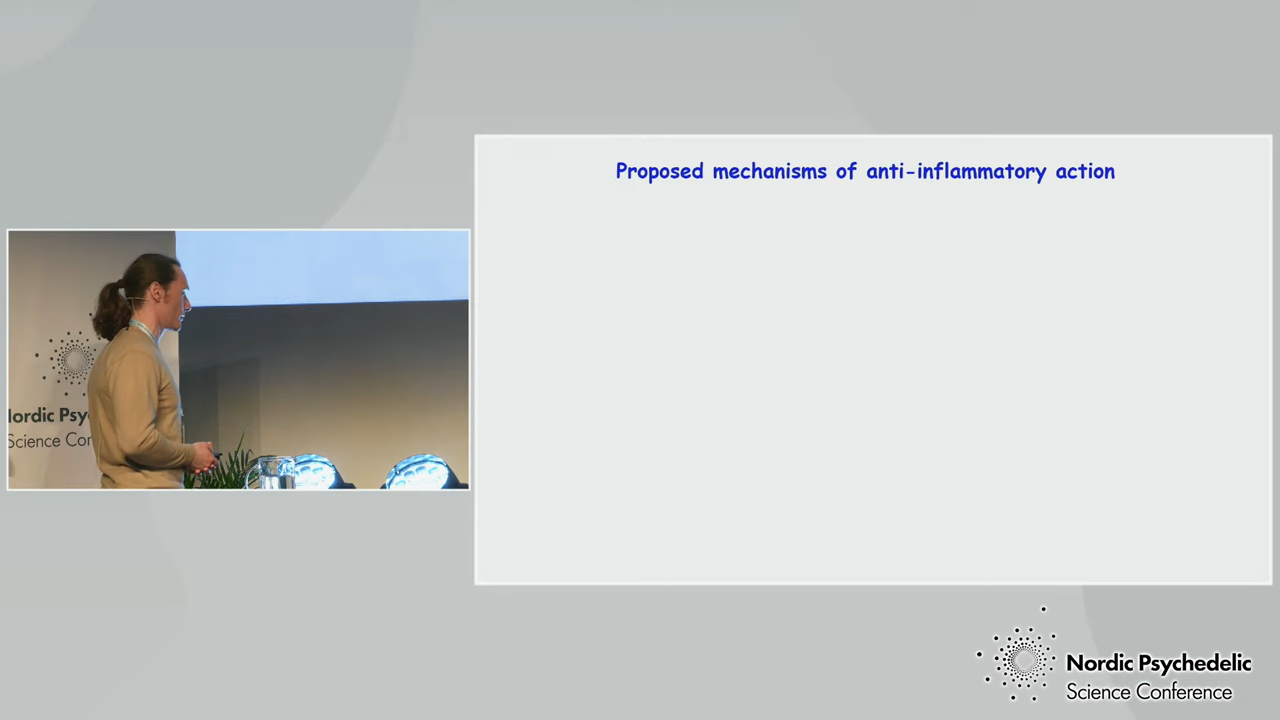 Proposed mechanisms of anti-inflammatory action
Nordic Psy
Science Con
Nordic Psychedelic
Science Conference